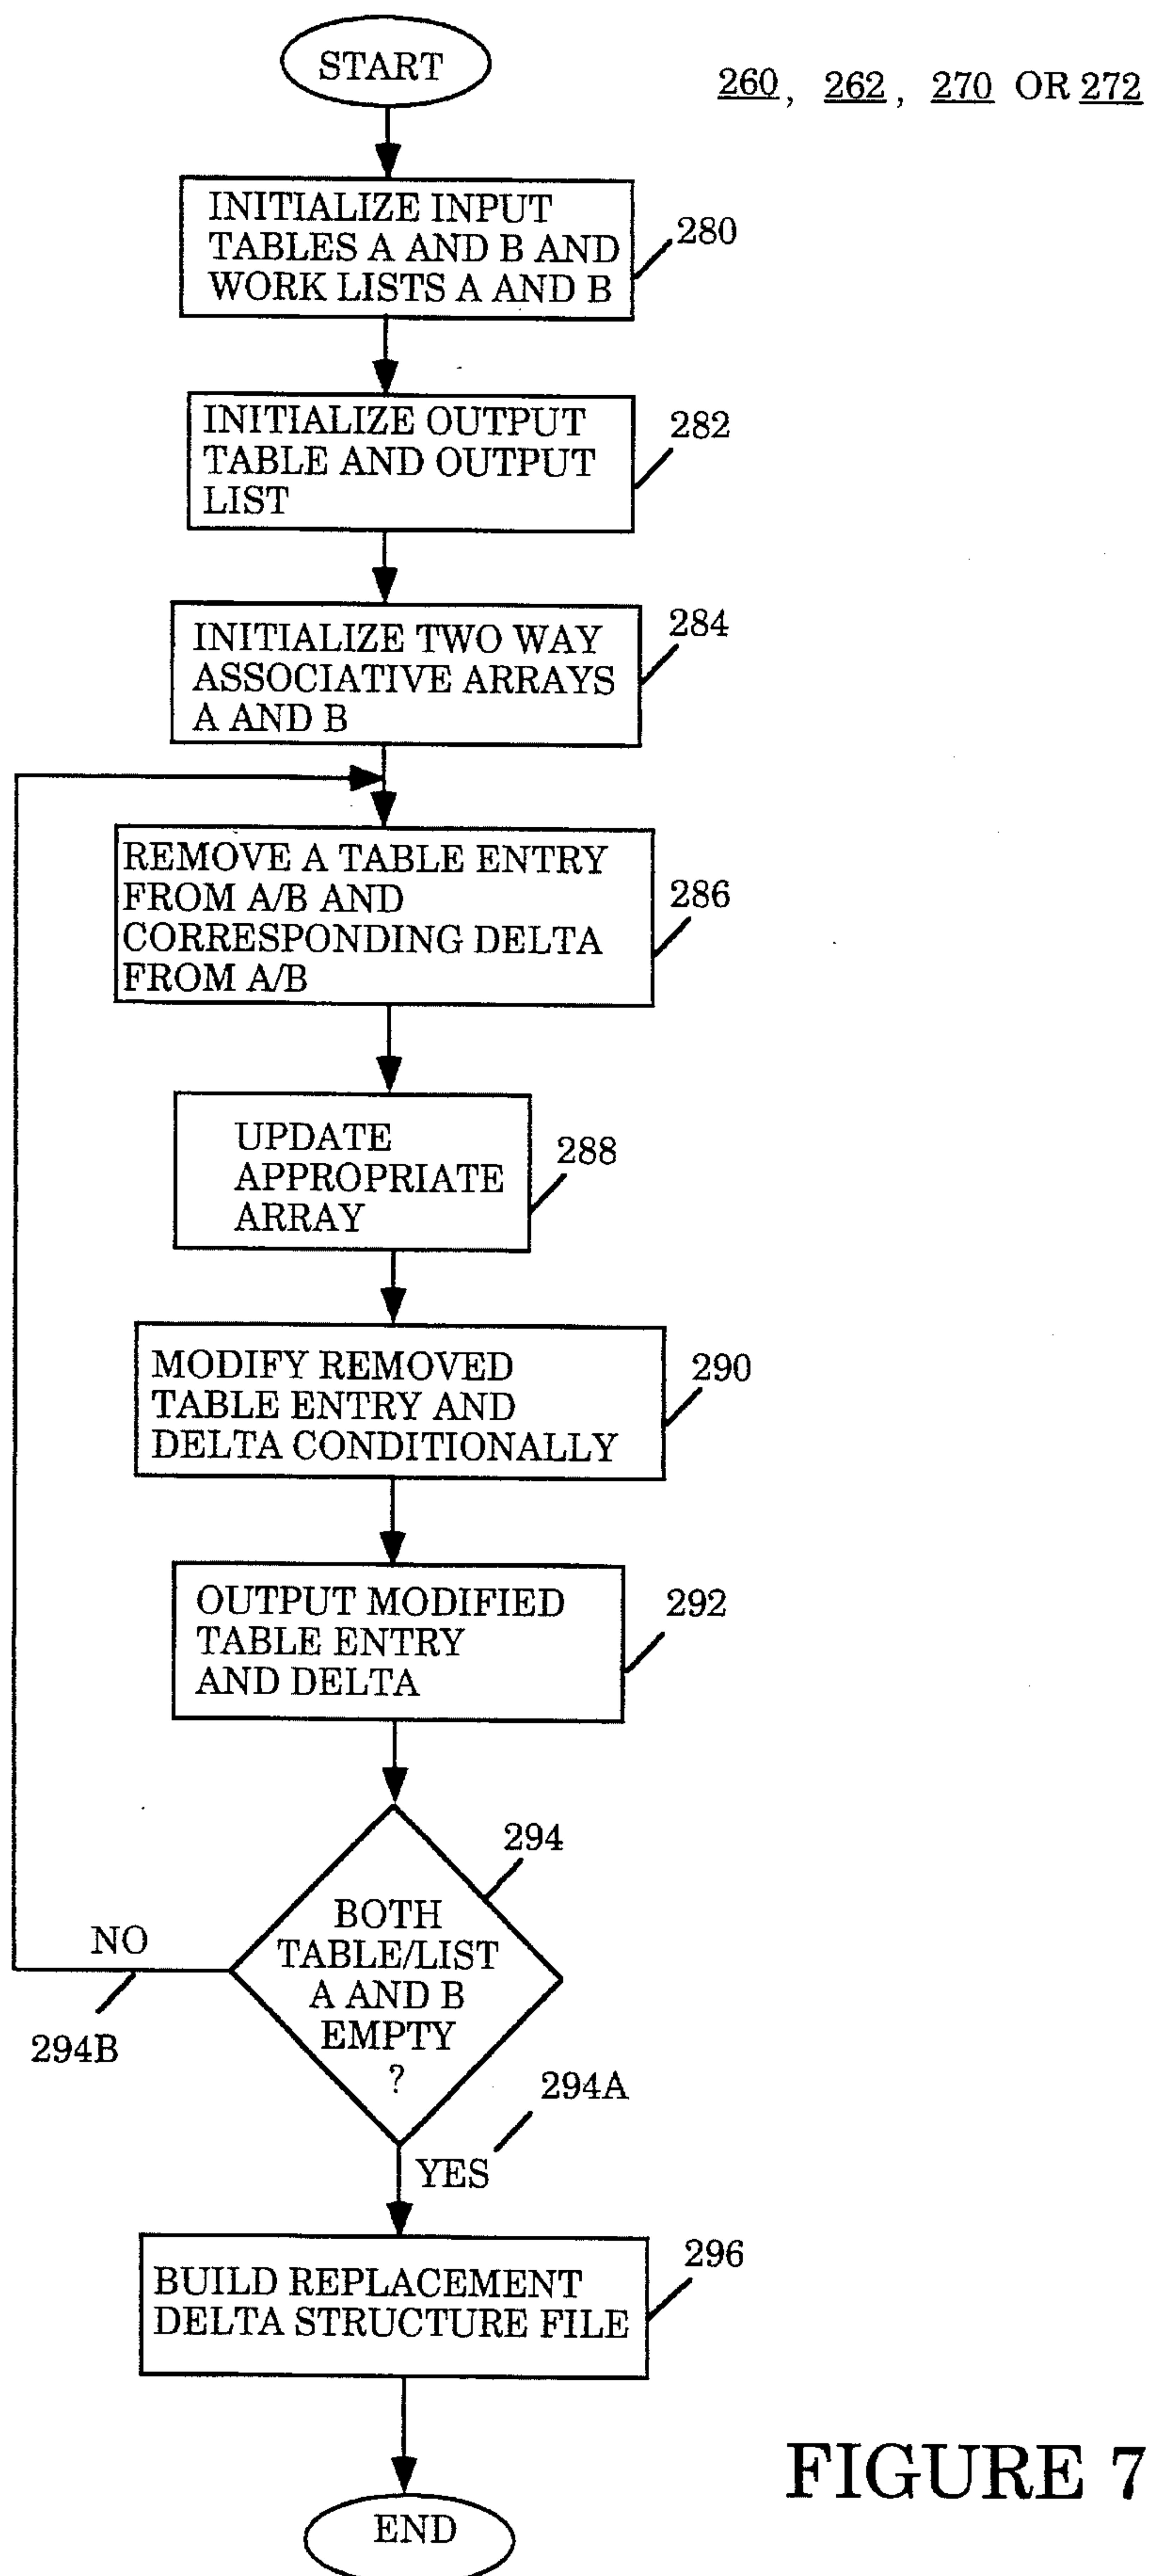 START
260, 262, 270 OR 272
INITIALIZE INPUT
TABLES A AND B AND
WORK LISTS A AND B
280
INITIALIZE OUTPUT
TABLE AND OUTPUT
LIST
282
INITIALIZE TWO WAY
ASSOCIATIVE ARRAYS
A AND B
284
REMOVE A TABLE ENTRY
FROM A/B AND
CORRESPONDING DELTA
FROM A/B
286
UPDATE
APPROPRIATE
ARRAY
288
MODIFY REMOVED
TABLE ENTRY AND
DELTA CONDITIONALLY
290
OUTPUT MODIFIED
TABLE ENTRY
AND DELTA
292
294
BOTH
TABLE/LIST
A AND B
EMPTY
?
NO
294B
294A
YES
BUILD REPLACEMENT
DELTA STRUCTURE FILE
296
END
FIGURE 7